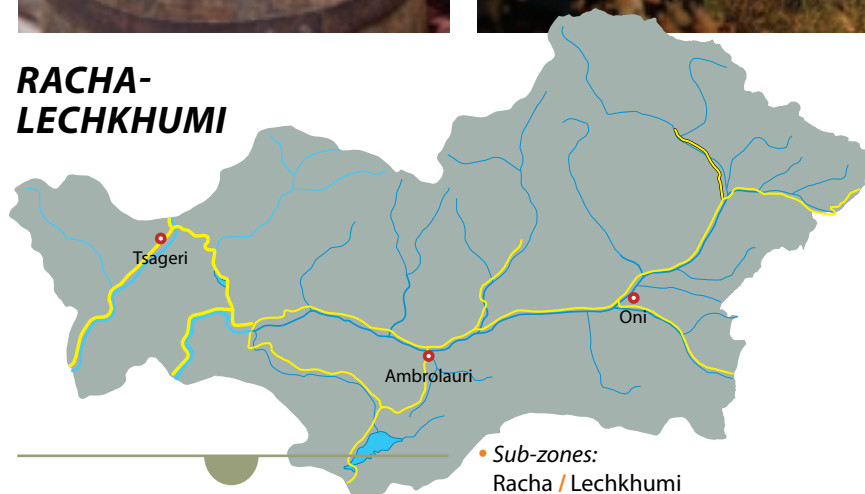 RACHA-
LECHKHUMI
Tsageri
Oni
Ambrolauri
• Sub-zones:
Racha / Lechkhumi